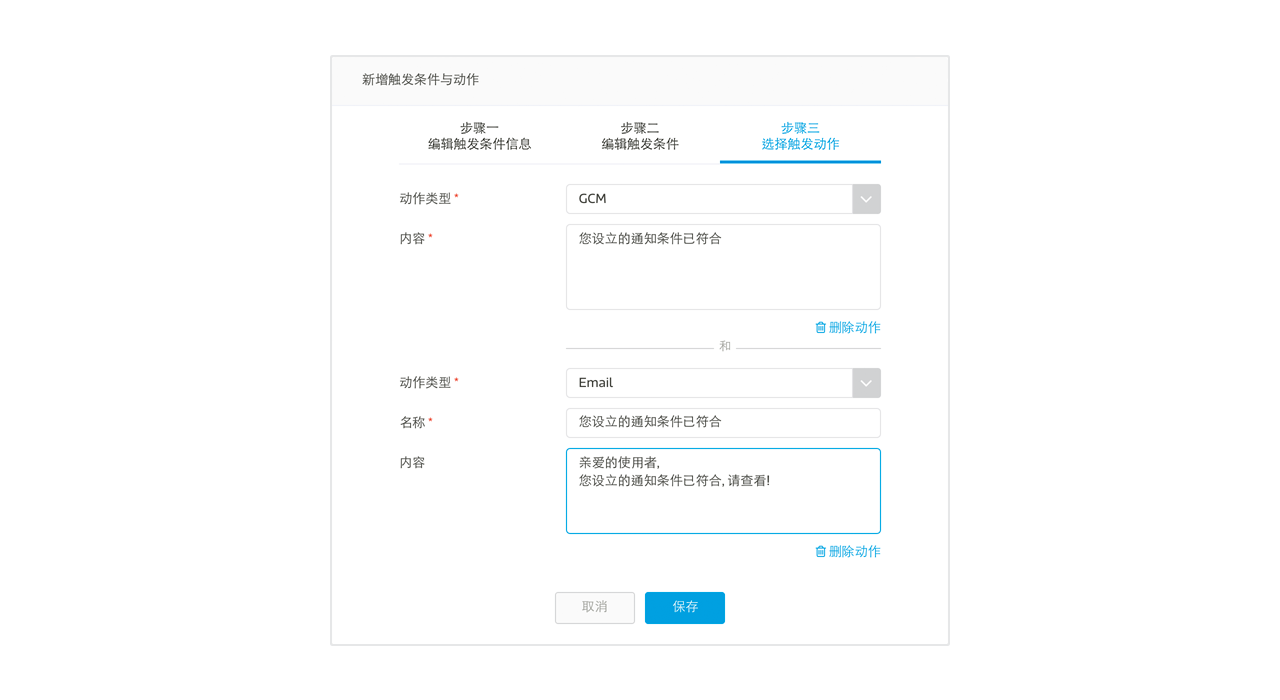 新增触发条件与动作
步骤一
编辑触发条件信息
步骤二
编辑触发条件
步骤三
选择触发动作
动作类型 *
GCM
内容 *
您设立的通知条件已符合
删除动作
和
动作类型 *
Email
名称 *
您设立的通知条件已符合
内容
亲爱的使用者,
您设立的通知条件已符合, 请查看!
删除动作
取消
保存